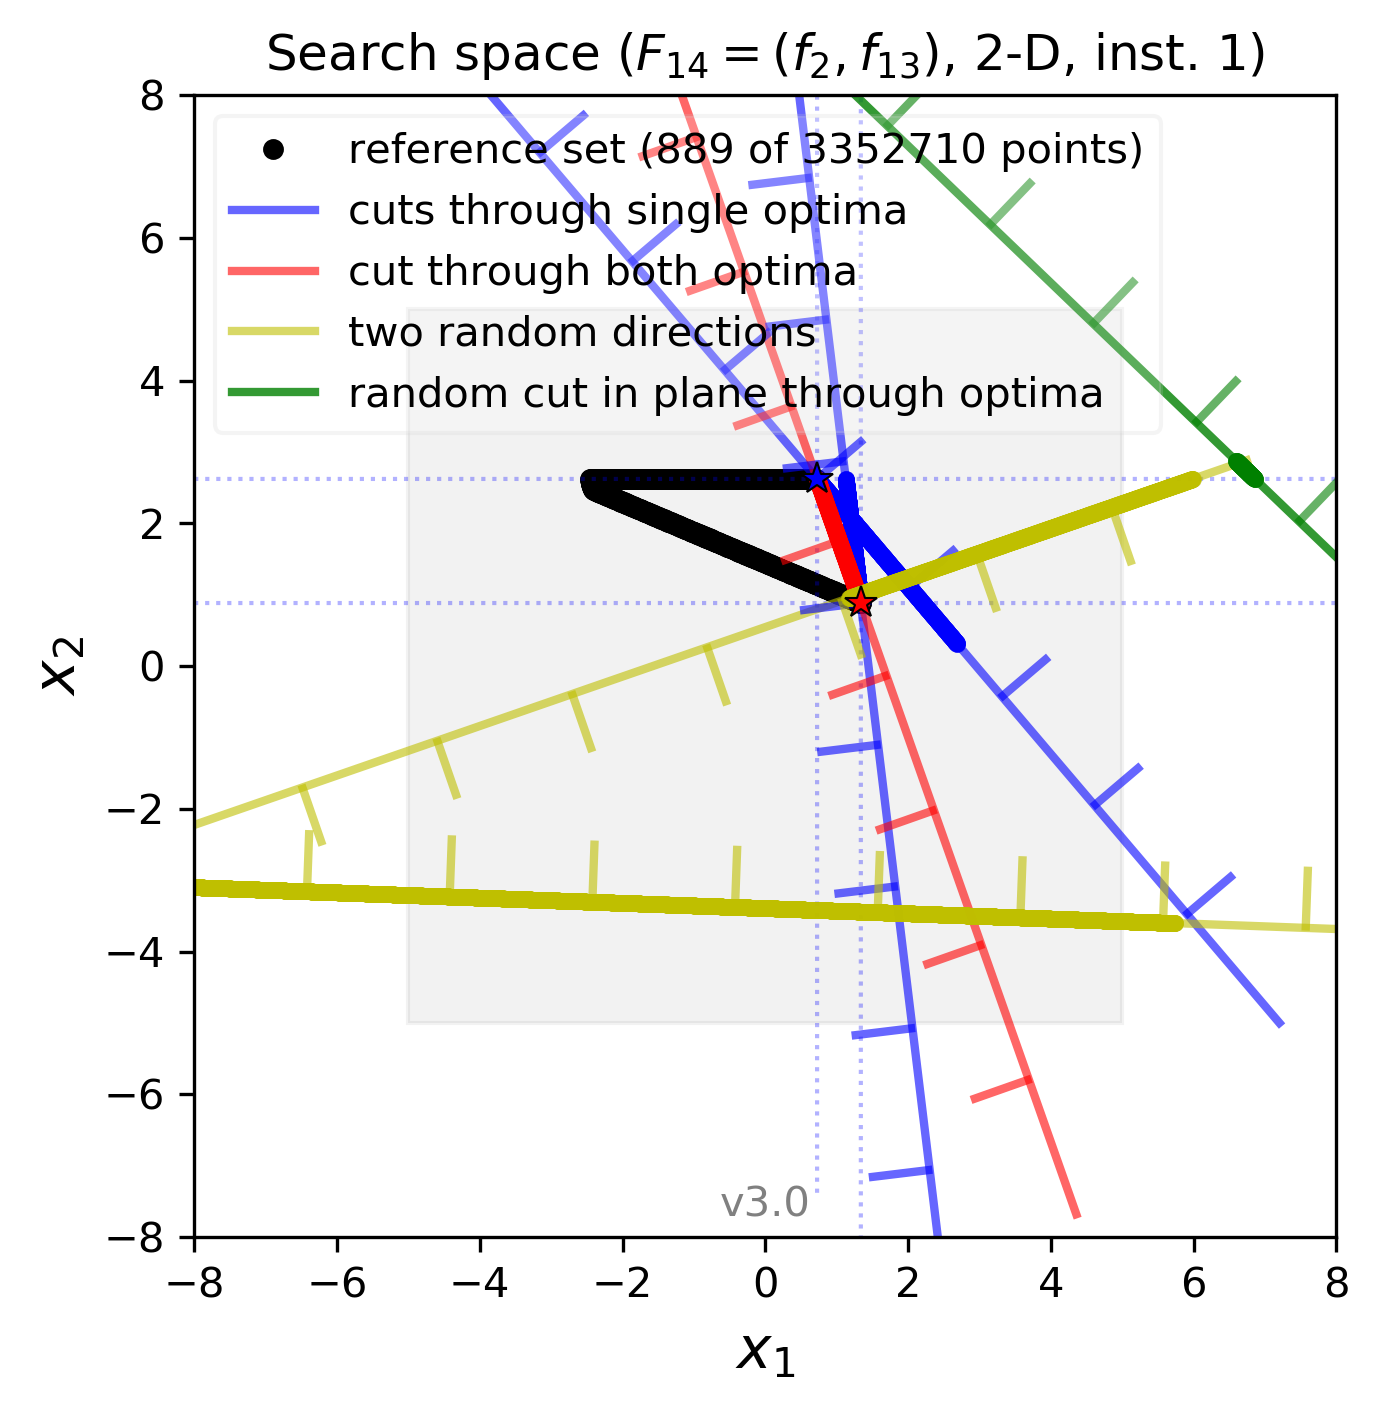 Search space (F₁₄ = (f₂, f₁₃), 2-D, inst. 1)
reference set (889 of 3352710 points)
cuts through single optima
cut through both optima
two random directions
random cut in plane through optima
8
6
4
2
0
−2
−4
−6
−8
x₂
v3.0
−8 −6 −4 −2 0 2 4 6 8
x₁